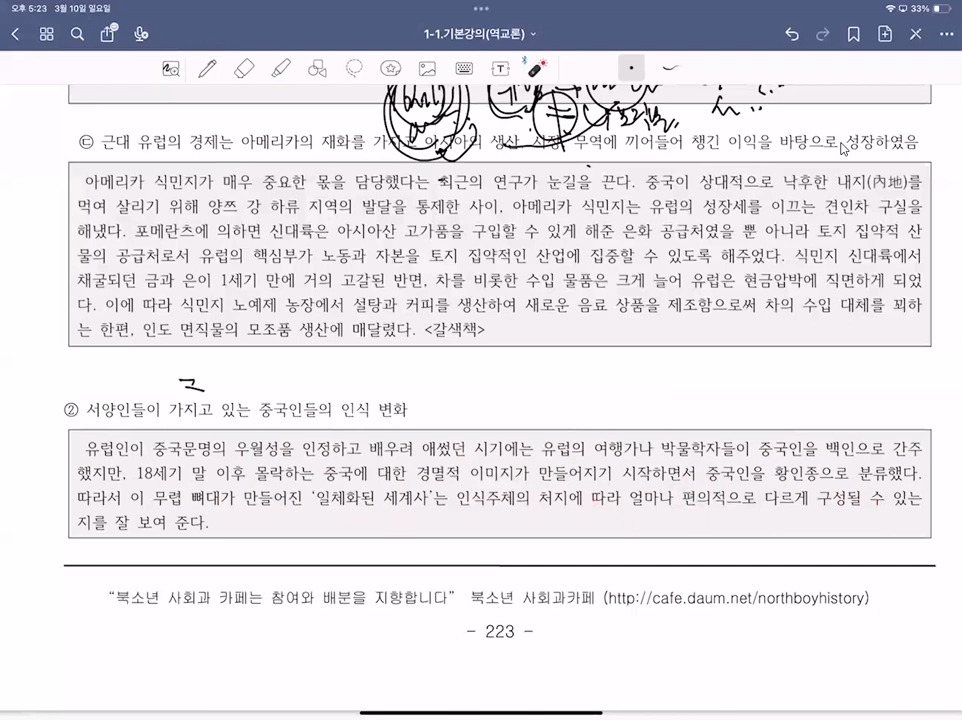 오후 5:23 3월 10일 일요일
33%
1-1.기본강의(역교론)
Ⓒ 근대 유럽의 경제는 아메리카의 재화를 가지고 아시아의 생산 시장 무역에 끼어들어 챙긴 이익을 바탕으로 성장하였음
아메리카 식민지가 매우 중요한 몫을 담당했다는 최근의 연구가 눈길을 끈다. 중국이 상대적으로 낙후한 내지(內地)를
먹여 살리기 위해 양쯔 강 하류 지역의 발달을 통제한 사이, 아메리카 식민지는 유럽의 성장세를 이끄는 견인차 구실을
해냈다. 포메란츠에 의하면 신대륙은 아시아산 고가품을 구입할 수 있게 해준 은화 공급처였을 뿐 아니라 토지 집약적 산
물의 공급처로서 유럽의 핵심부가 노동과 자본을 토지 집약적인 산업에 집중할 수 있도록 해주었다. 식민지 신대륙에서
채굴되던 금과 은이 1세기 만에 거의 고갈된 반면, 차를 비롯한 수입 물품은 크게 늘어 유럽은 현금압박에 직면하게 되었
다. 이에 따라 식민지 노예제 농장에서 설탕과 커피를 생산하여 새로운 음료 상품을 제조함으로써 차의 수입 대체를 꾀하
는 한편, 인도 면직물의 모조품 생산에 매달렸다. <갈색책>
② 서양인들이 가지고 있는 중국인들의 인식 변화
유럽인이 중국문명의 우월성을 인정하고 배우려 애썼던 시기에는 유럽의 여행가나 박물학자들이 중국인을 백인으로 간주
했지만, 18세기 말 이후 몰락하는 중국에 대한 경멸적 이미지가 만들어지기 시작하면서 중국인을 황인종으로 분류했다.
따라서 이 무렵 뼈대가 만들어진 ‘일체화된 세계사’는 인식주체의 처지에 따라 얼마나 편의적으로 다르게 구성될 수 있는
지를 잘 보여 준다.
“북소년 사회과 카페는 참여와 배분을 지향합니다” 북소년 사회과카페 (http://cafe.daum.net/northboyhistory)
- 223 -